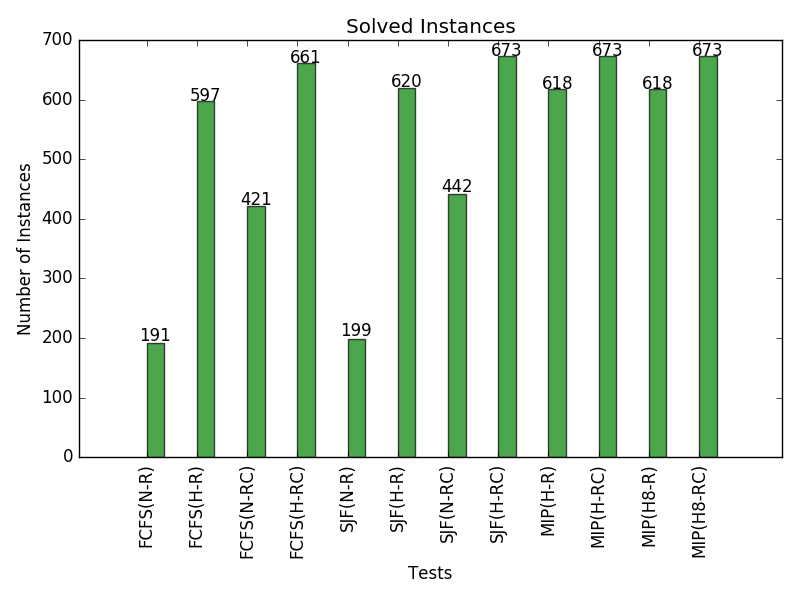 Solved Instances
Number of Instances
700
600
500
400
300
200
100
0
191
597
421
661
199
620
442
673
618
673
618
673
FCFS(N-R)
FCFS(H-R)
FCFS(N-RC)
FCFS(H-RC)
SJF(N-R)
SJF(H-R)
SJF(N-RC)
SJF(H-RC)
MIP(H-R)
MIP(H-RC)
MIP(H8-R)
MIP(H8-RC)
Tests